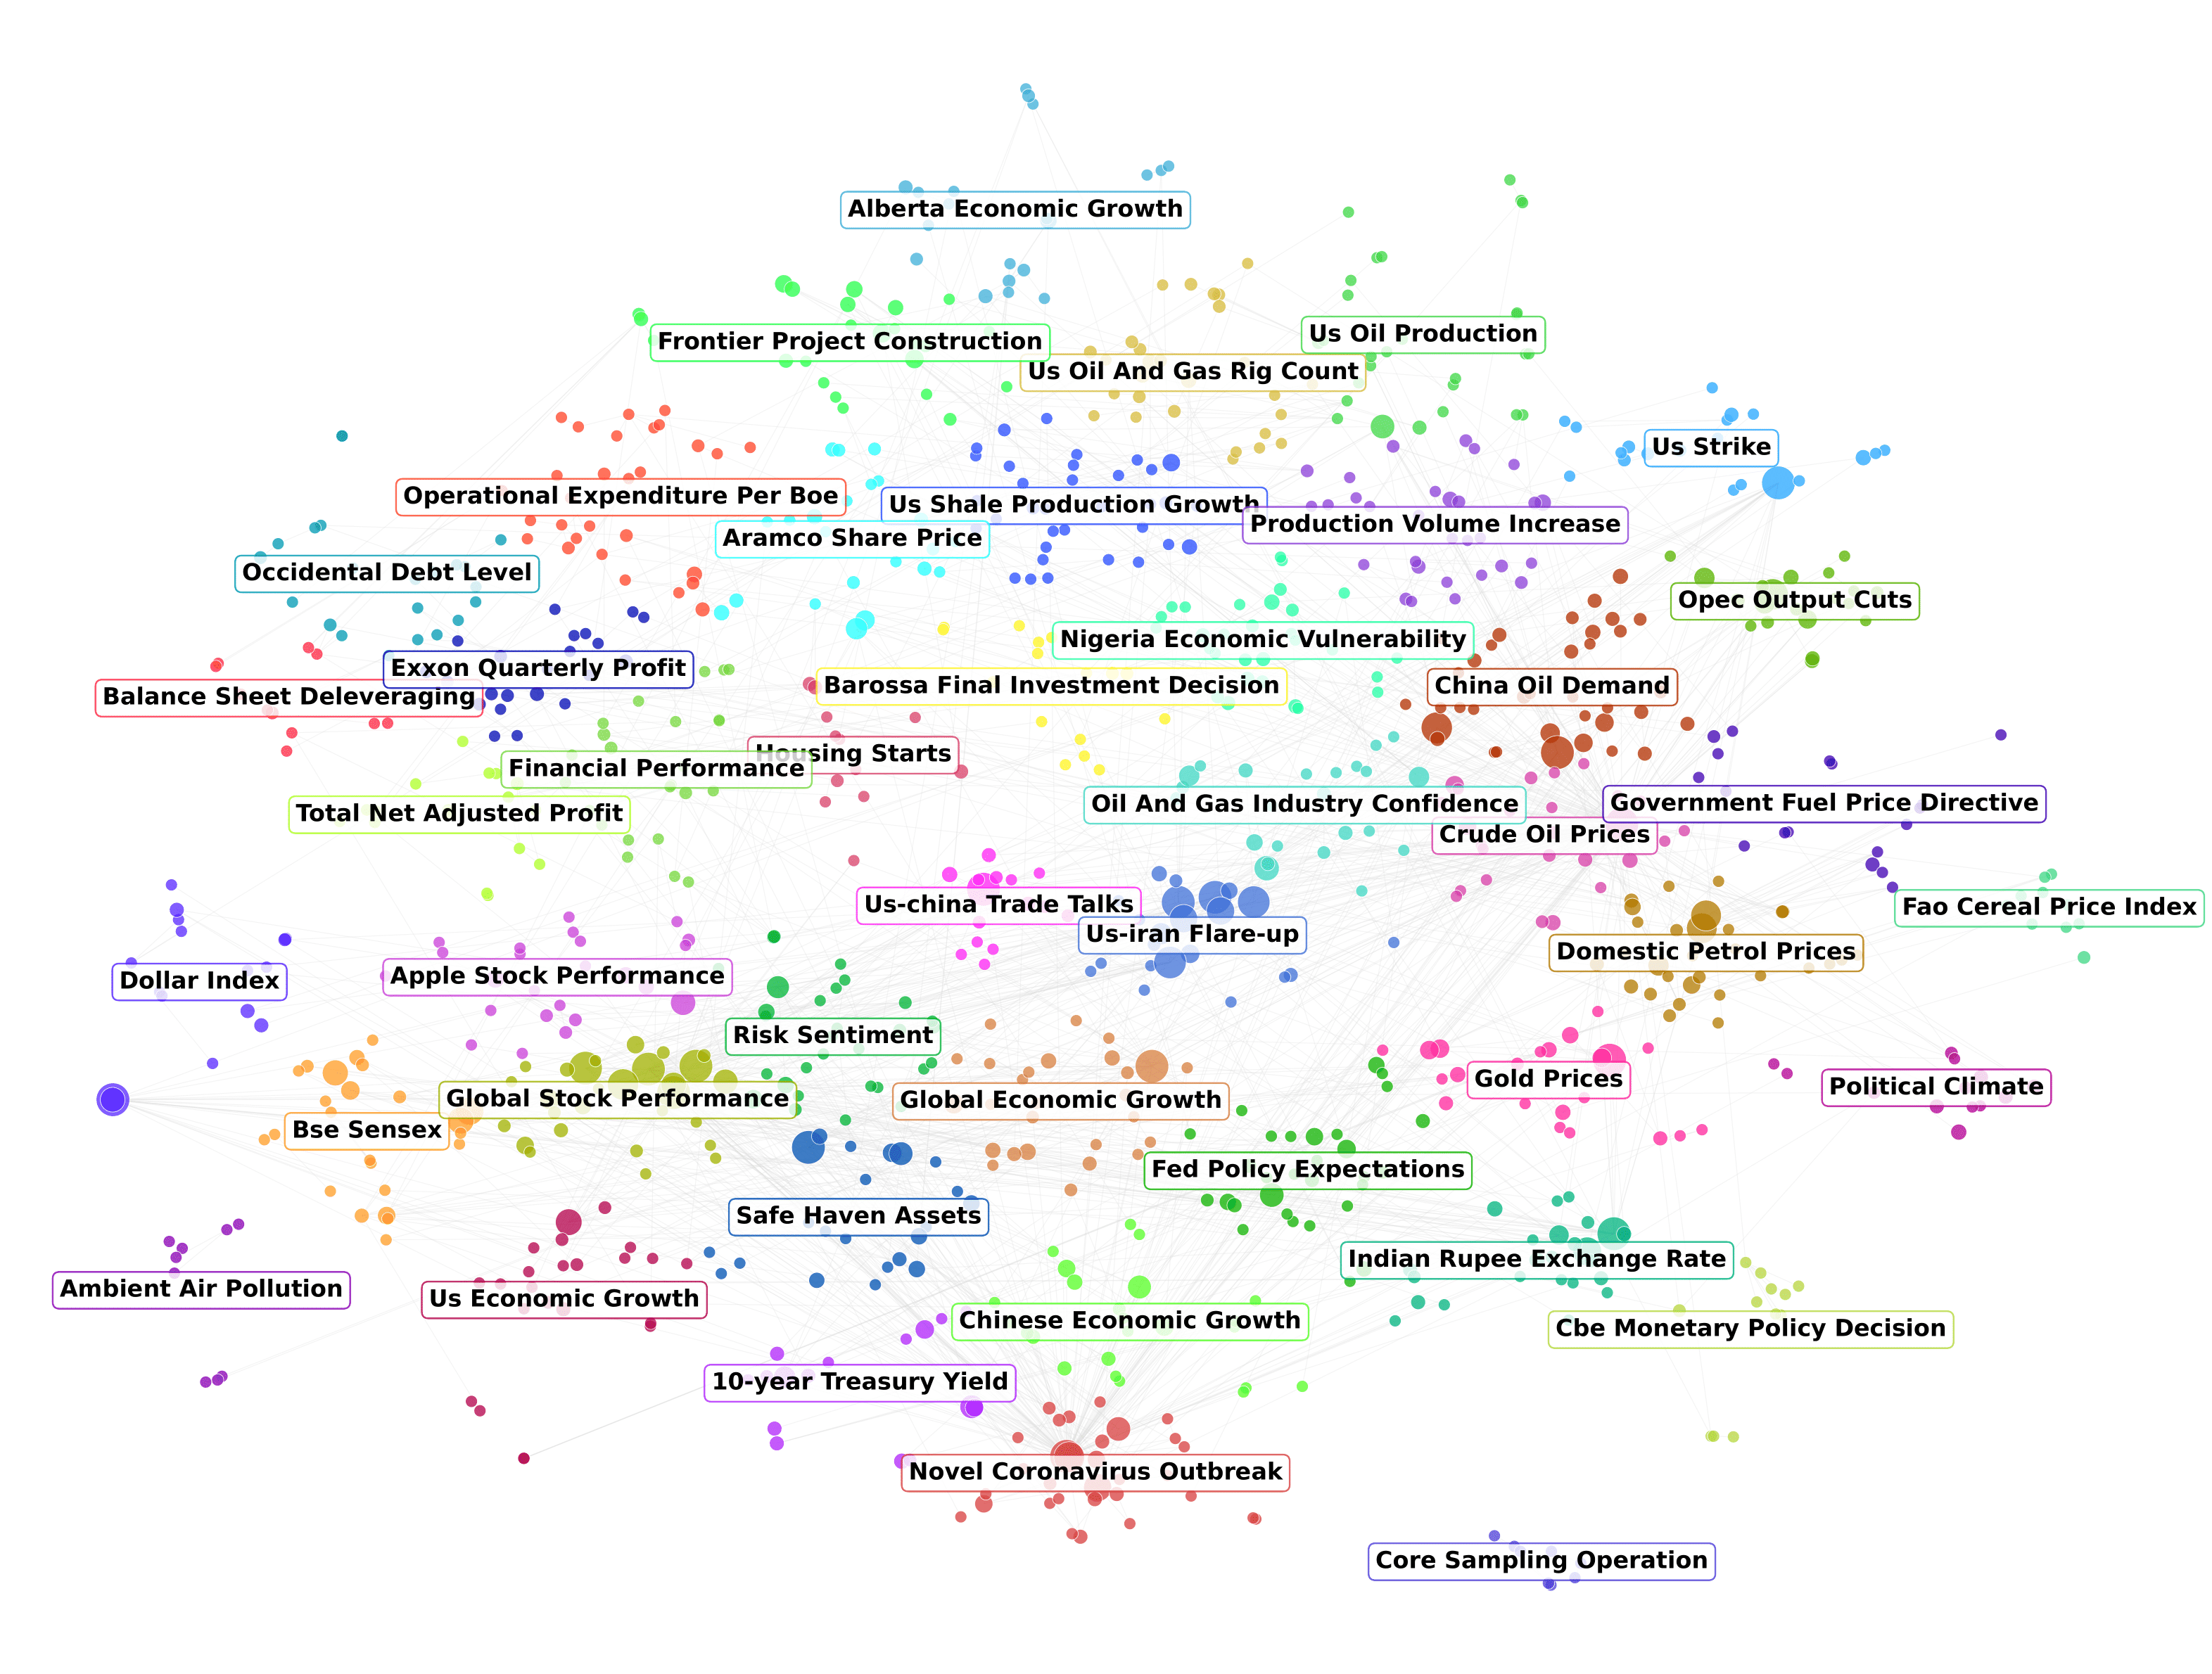 Alberta Economic Growth
Us Oil Production
Frontier Project Construction
Us Oil And Gas Rig Count
Us Strike
Operational Expenditure Per Boe
Us Shale Production Growth
Production Volume Increase
Aramco Share Price
Occidental Debt Level
Opec Output Cuts
Nigeria Economic Vulnerability
Exxon Quarterly Profit
Barossa Final Investment Decision
China Oil Demand
Balance Sheet Deleveraging
Housing Starts
Financial Performance
Oil And Gas Industry Confidence
Government Fuel Price Directive
Total Net Adjusted Profit
Crude Oil Prices
Us-china Trade Talks
Fao Cereal Price Index
Us-iran Flare-up
Domestic Petrol Prices
Apple Stock Performance
Dollar Index
Risk Sentiment
Gold Prices
Political Climate
Global Stock Performance
Global Economic Growth
Bse Sensex
Fed Policy Expectations
Safe Haven Assets
Indian Rupee Exchange Rate
Ambient Air Pollution
Us Economic Growth
Chinese Economic Growth
Cbe Monetary Policy Decision
10-year Treasury Yield
Novel Coronavirus Outbreak
Core Sampling Operation